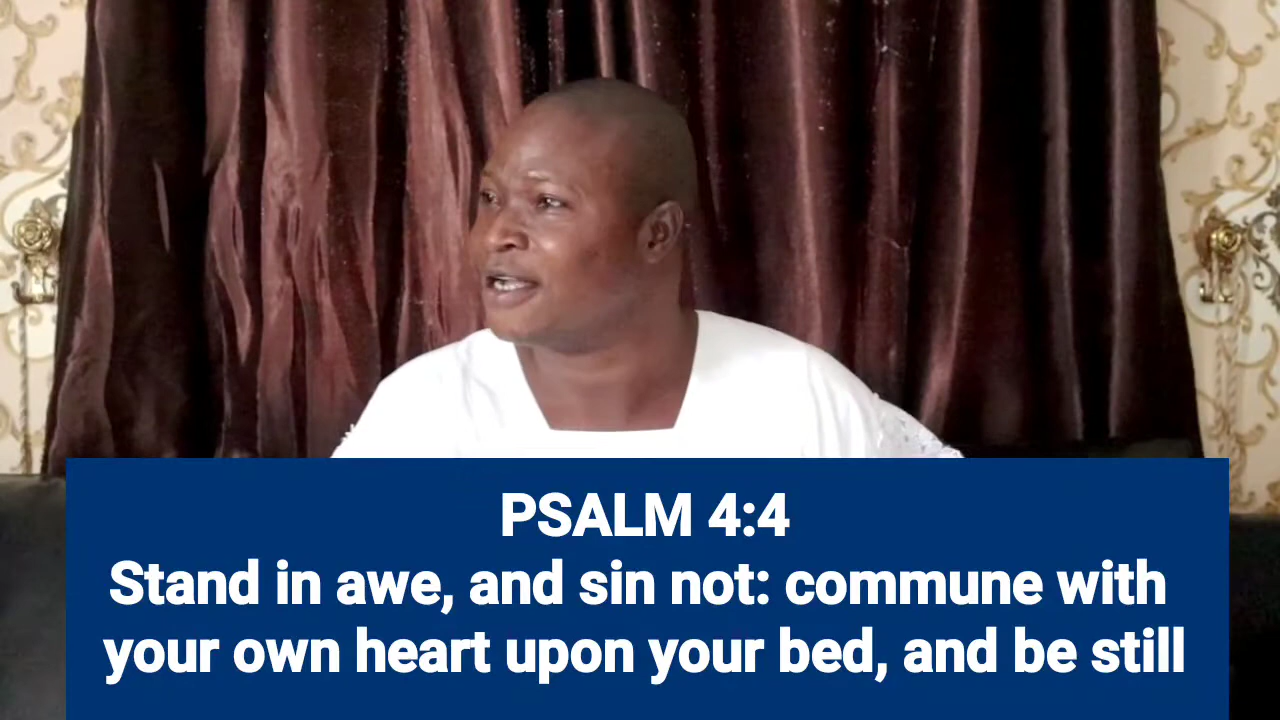 PSALM 4:4
Stand in awe, and sin not: commune with
your own heart upon your bed, and be still